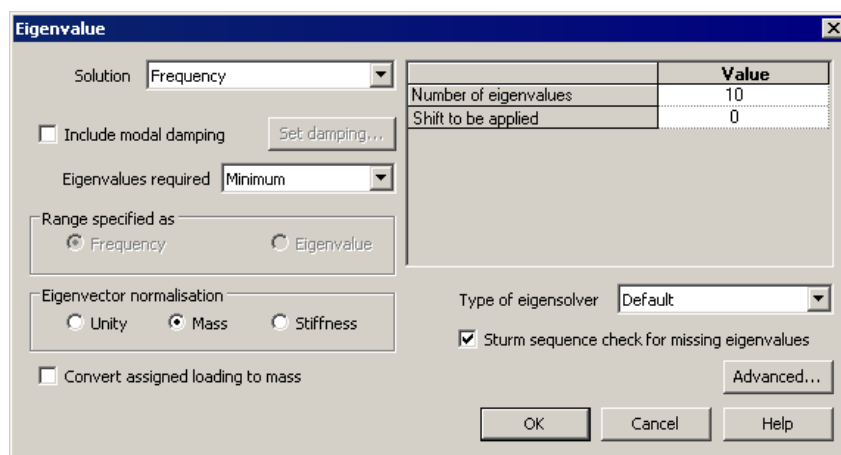 Eigenvalue
Solution Frequency
Include modal damping Set damping...
Eigenvalues required Minimum
Range specified as
Frequency Eigenvalue
Eigenvector normalisation
Unity Mass Stiffness
Convert assigned loading to mass
Value
Number of eigenvalues 10
Shift to be applied 0
Type of eigensolver Default
Sturm sequence check for missing eigenvalues
Advanced...
OK Cancel Help